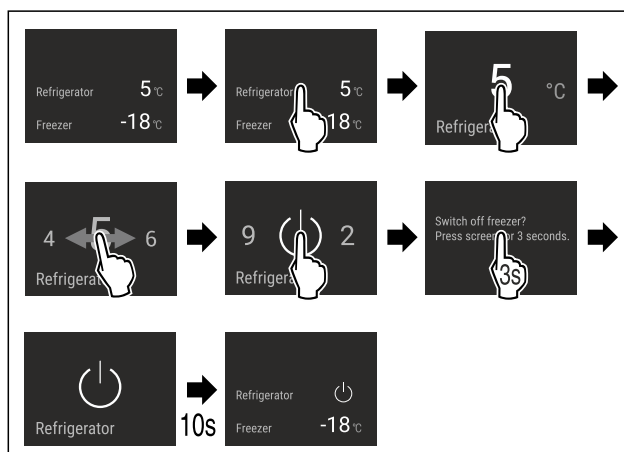 Refrigerator 5 °C
Freezer -18 °C
Refrigerator 5 °C
18 °C
5 °C
4 5 6
9 2
Switch off freezer?
Press screen for 3 seconds.
3s
Refrigerator
10s
Refrigerator
Freezer -18 °C